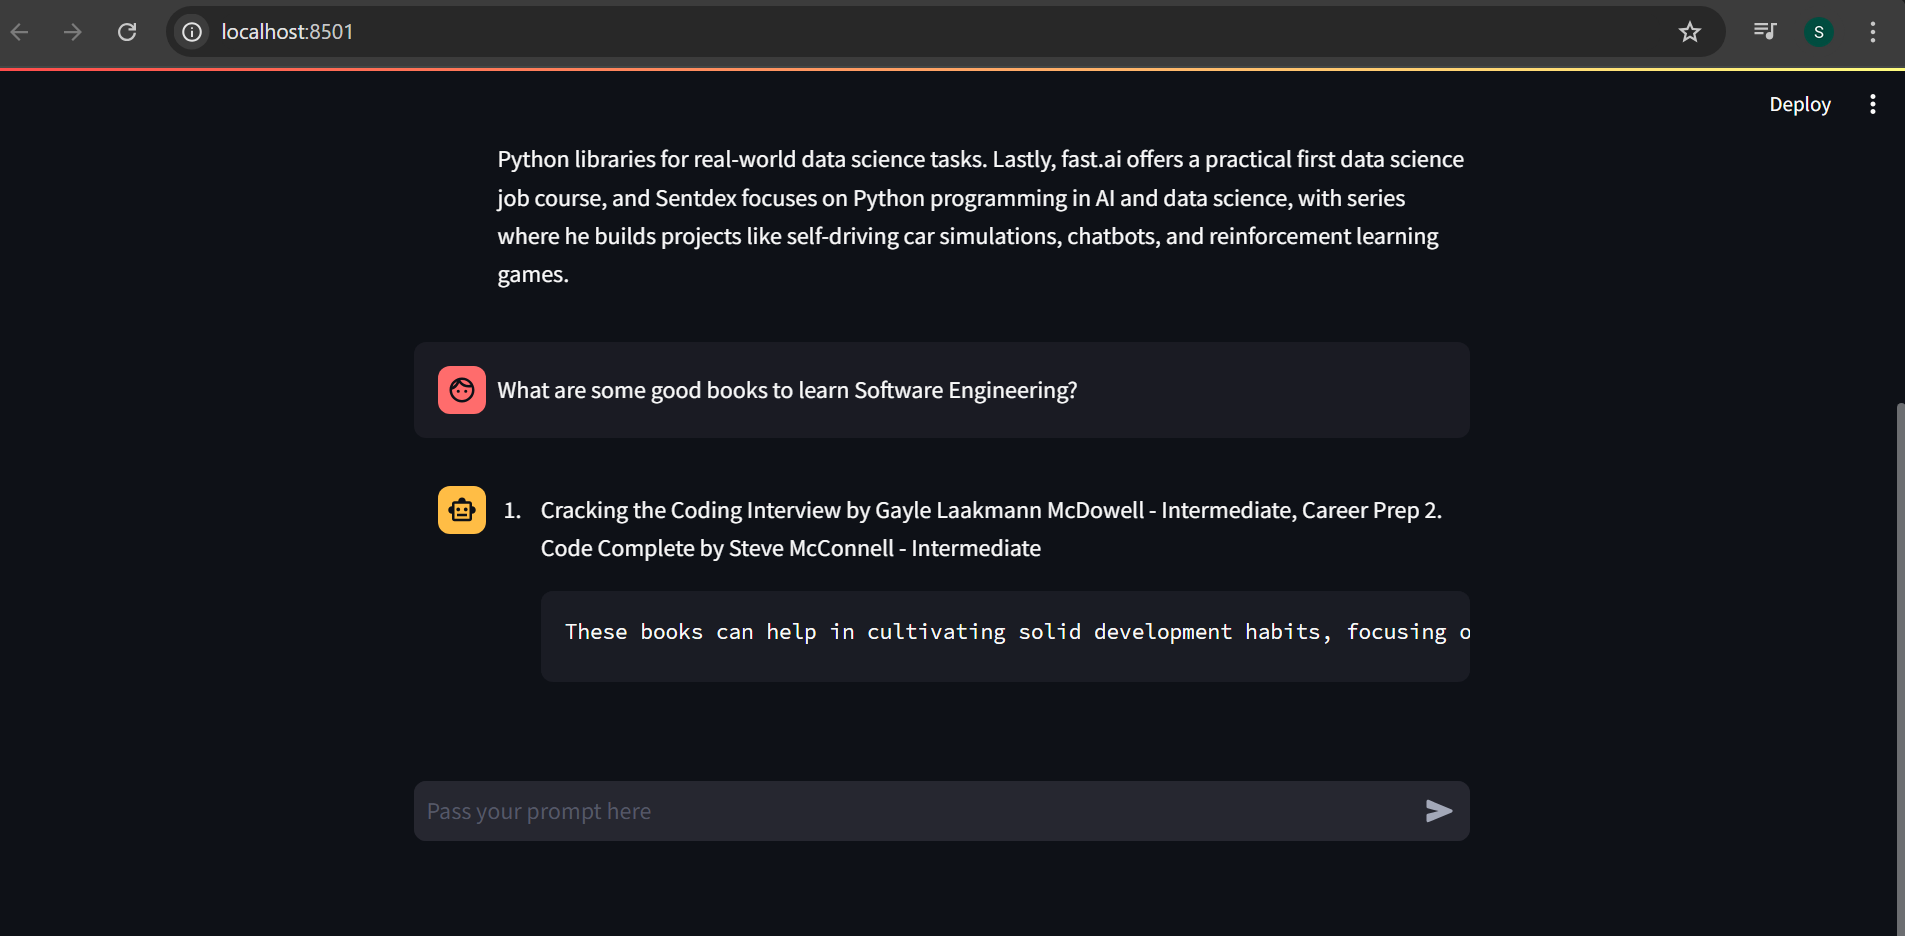 localhost:8501
S
Deploy
Python libraries for real-world data science tasks. Lastly, fast.ai offers a practical first data science
job course, and Sentdex focuses on Python programming in AI and data science, with series
where he builds projects like self-driving car simulations, chatbots, and reinforcement learning
games.
What are some good books to learn Software Engineering?
1. Cracking the Coding Interview by Gayle Laakmann McDowell - Intermediate, Career Prep 2.
Code Complete by Steve McConnell - Intermediate
These books can help in cultivating solid development habits, focusing o
Pass your prompt here